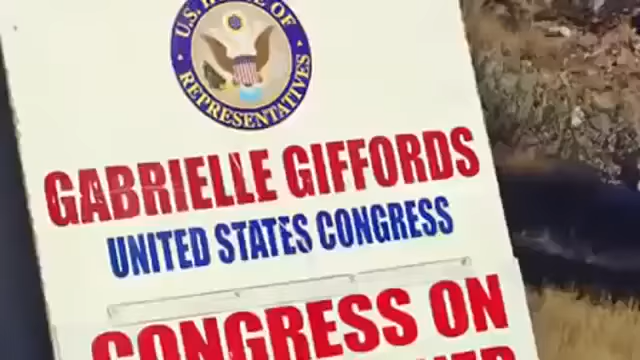 U.S. HOUSE OF
REPRESENTATIVES
GABRIELLE GIFFORDS
UNITED STATES CONGRESS
CONGRESS ON